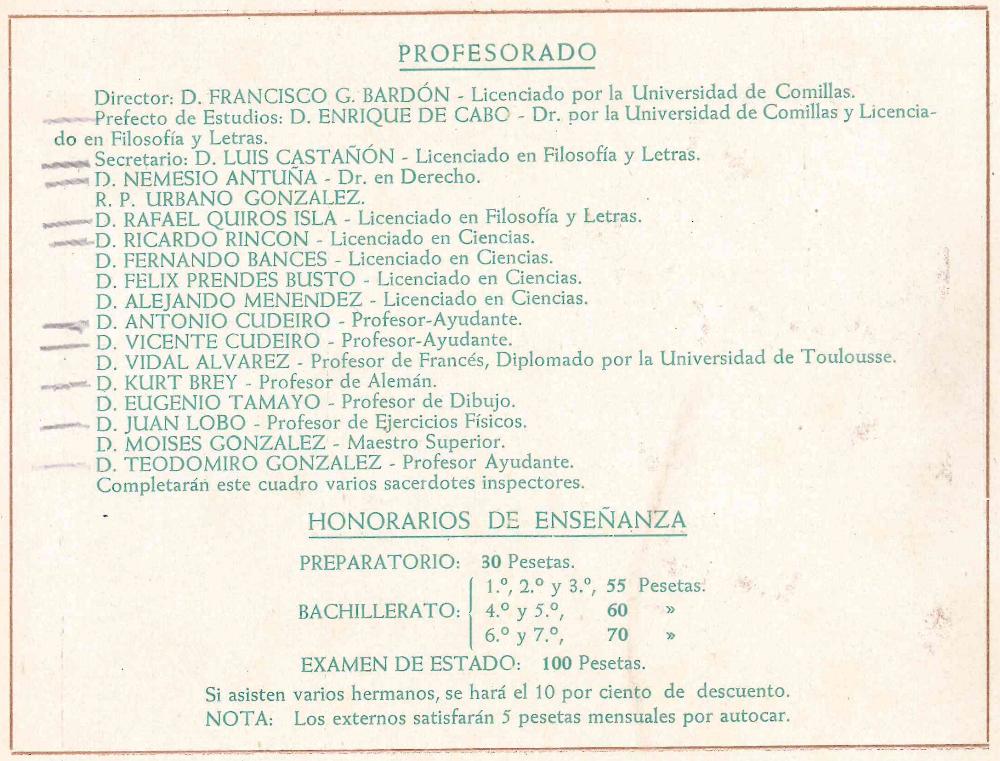 PROFESORADO
Director: D. FRANCISCO G. BARDÓN - Licenciado por la Universidad de Comillas.
Prefecto de Estudios: D. ENRIQUE DE CABO - Dr. por la Universidad de Comillas y Licencia-
do en Filosofía y Letras.
Secretario: D. LUIS CASTAÑÓN - Licenciado en Filosofía y Letras.
D. NEMESIO ANTUÑA - Dr. en Derecho.
R. P. URBANO GONZALEZ.
D. RAFAEL QUIROS ISLA - Licenciado en Filosofía y Letras.
D. RICARDO RINCON - Licenciado en Ciencias.
D. FERNANDO BANCES - Licenciado en Ciencias.
D. FELIX PRENDES BUSTO - Licenciado en Ciencias.
D. ALEJANDO MENENDEZ - Licenciado en Ciencias.
D. ANTONIO CUDEIRO - Profesor-Ayudante.
D. VICENTE CUDEIRO - Profesor-Ayudante.
D. VIDAL ALVAREZ - Profesor de Francés, Diplomado por la Universidad de Toulousse.
D. KURT BREY - Profesor de Alemán.
D. EUGENIO TAMAYO - Profesor de Dibujo.
D. JUAN LOBO - Profesor de Ejercicios Físicos.
D. MOISES GONZALEZ - Maestro Superior.
D. TEODOMIRO GONZALEZ - Profesor Ayudante.
Completarán este cuadro varios sacerdotes inspectores.
HONORARIOS DE ENSEÑANZA
PREPARATORIO: 30 Pesetas.
1.º, 2.º y 3.º, 55 Pesetas.
BACHILLERATO: 4.º y 5.º, 60 »
6.º y 7.º, 70 »
EXAMEN DE ESTADO: 100 Pesetas.
Si asisten varios hermanos, se hará el 10 por ciento de descuento.
NOTA: Los externos satisfarán 5 pesetas mensuales por autocar.